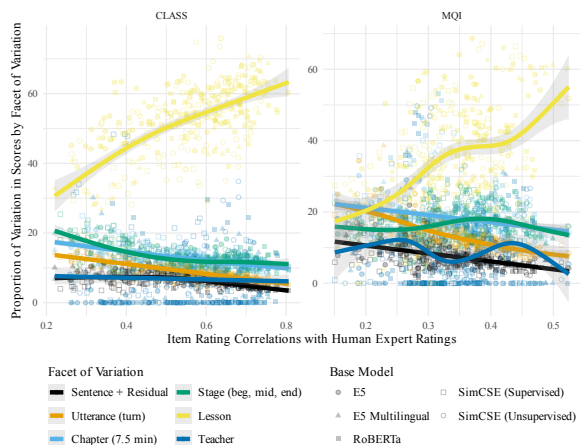 CLASS
MQI
Proportion of Variation in Scores by Facet of Variation
60
40
20
0
60
40
20
0
0.2 0.4 0.6 0.8
0.1 0.2 0.3 0.4 0.5
Item Rating Correlations with Human Expert Ratings
Facet of Variation
Sentence + Residual
Utterance (turn)
Chapter (7.5 min)
Stage (beg, mid, end)
Lesson
Teacher
Base Model
E5
E5 Multilingual
RoBERTa
SimCSE (Supervised)
SimCSE (Unsupervised)